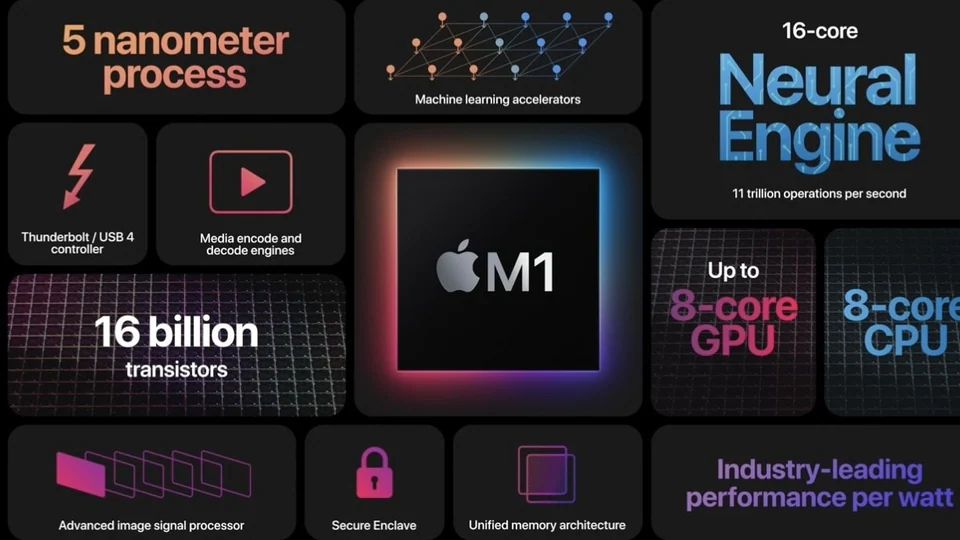 5 nanometer
process
Machine learning accelerators
16-core
Neural
Engine
11 trillion operations per second
Thunderbolt / USB 4
controller
Media encode and
decode engines
M1
Up to
8-core
GPU
8-core
CPU
16 billion
transistors
Advanced image signal processor
Secure Enclave
Unified memory architecture
Industry-leading
performance per watt